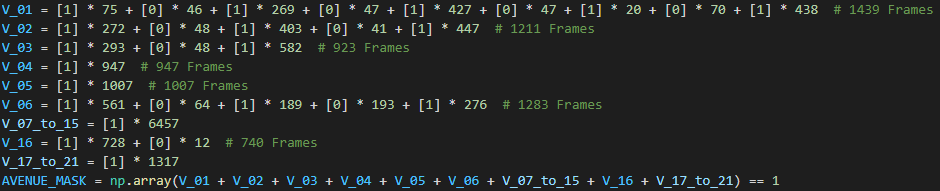 V_01 = [1] * 75 + [0] * 46 + [1] * 269 + [0] * 47 + [1] * 427 + [0] * 47 + [1] * 20 + [0] * 70 + [1] * 438  # 1439 Frames
V_02 = [1] * 272 + [0] * 48 + [1] * 403 + [0] * 41 + [1] * 447  # 1211 Frames
V_03 = [1] * 293 + [0] * 48 + [1] * 582  # 923 Frames
V_04 = [1] * 947  # 947 Frames
V_05 = [1] * 1007  # 1007 Frames
V_06 = [1] * 561 + [0] * 64 + [1] * 189 + [0] * 193 + [1] * 276  # 1283 Frames
V_07_to_15 = [1] * 6457
V_16 = [1] * 728 + [0] * 12  # 740 Frames
V_17_to_21 = [1] * 1317
AVENUE_MASK = np.array(V_01 + V_02 + V_03 + V_04 + V_05 + V_06 + V_07_to_15 + V_16 + V_17_to_21) == 1